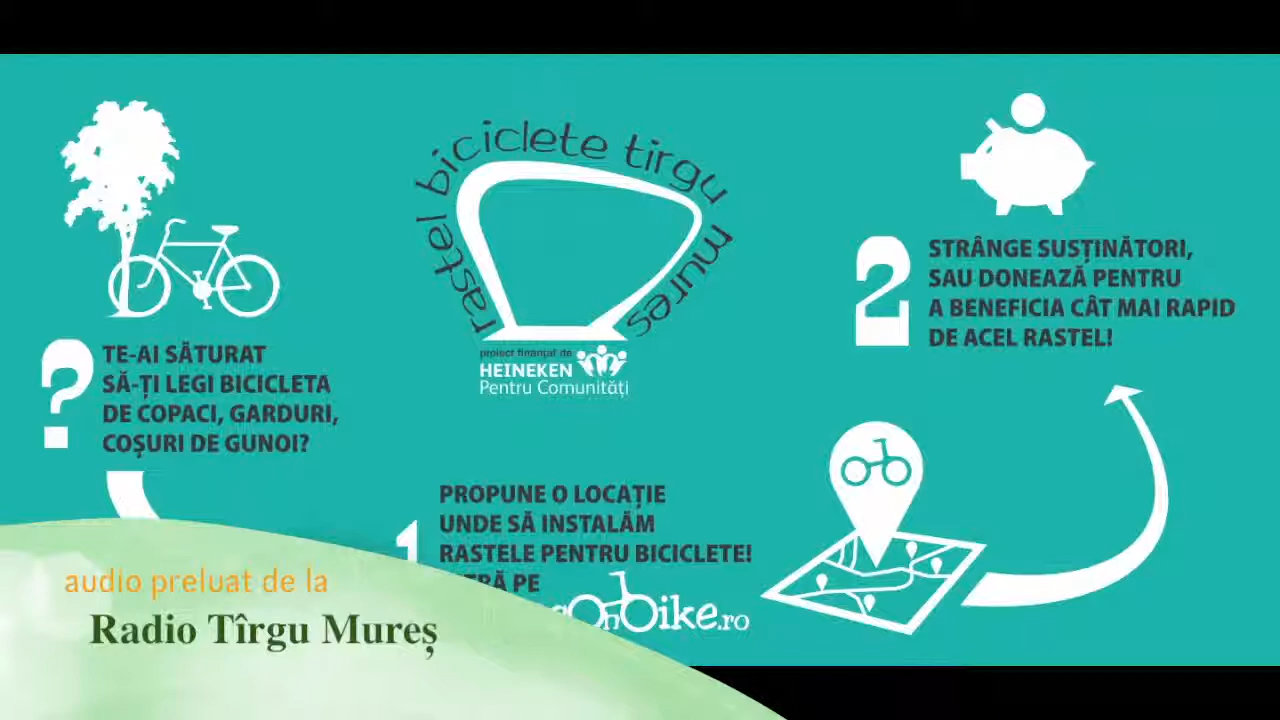 rastel biciclete tirgu mures
proiect finanțat de
HEINEKEN
Pentru Comunități
?
TE-AI SĂTURAT
SĂ-ȚI LEGI BICICLETA
DE COPACI, GARDURI,
COȘURI DE GUNOI?
2
STRÂNGE SUSȚINĂTORI,
SAU DONEAZĂ PENTRU
A BENEFICIA CÂT MAI RAPID
DE ACEL RASTEL!
1
PROPUNE O LOCAȚIE
UNDE SĂ INSTALĂM
RASTELE PENTRU BICICLETE!
PE
bike.ro
audio preluat de la
Radio Tîrgu Mureș